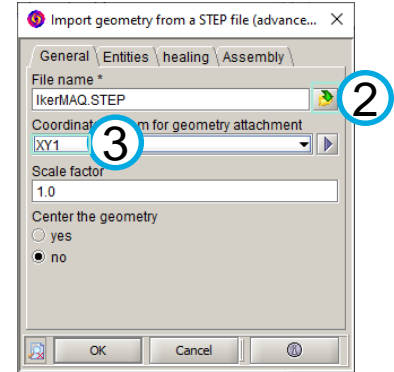 Import geometry from a STEP file (advance...
General Entities healing Assembly
File name *
IkerMAQ.STEP
2
Coordinate m for geometry attachment
XY1
3
Scale factor
1.0
Center the geometry
yes
no
OK Cancel